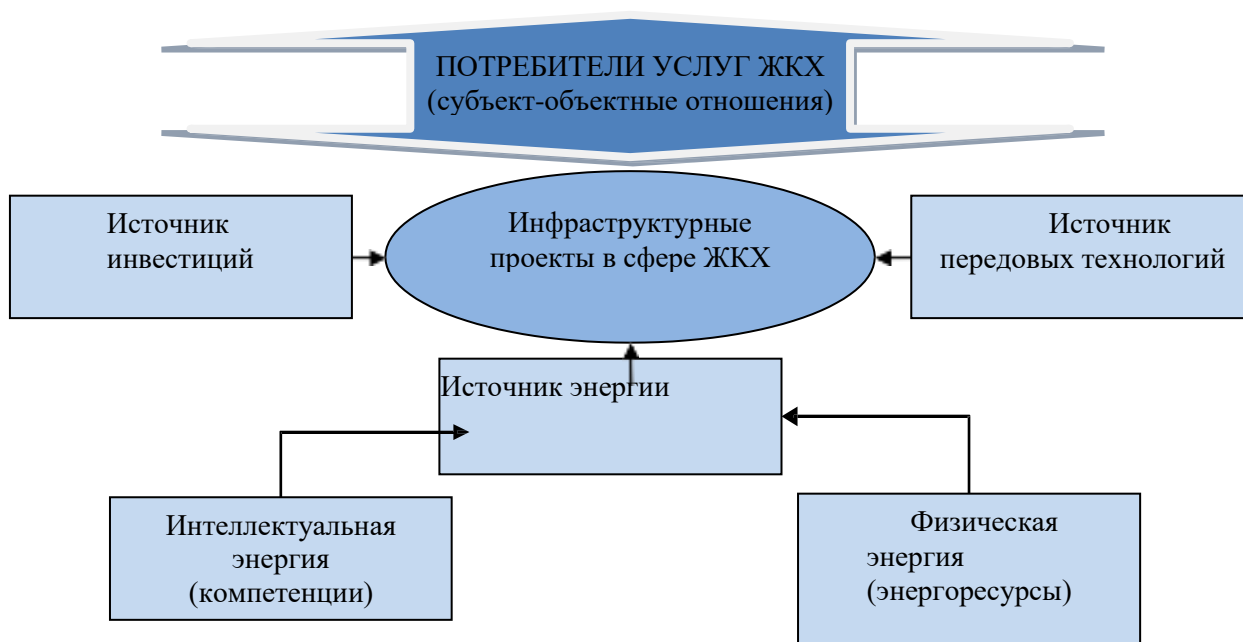 ПОТРЕБИТЕЛИ УСЛУГ ЖКХ
(субъект-объектные отношения)
Источник
инвестиций
Инфраструктурные
проекты в сфере ЖКХ
Источник
передовых технологий
Источник энергии
Интеллектуальная
энергия
(компетенции)
Физическая
энергия
(энергоресурсы)